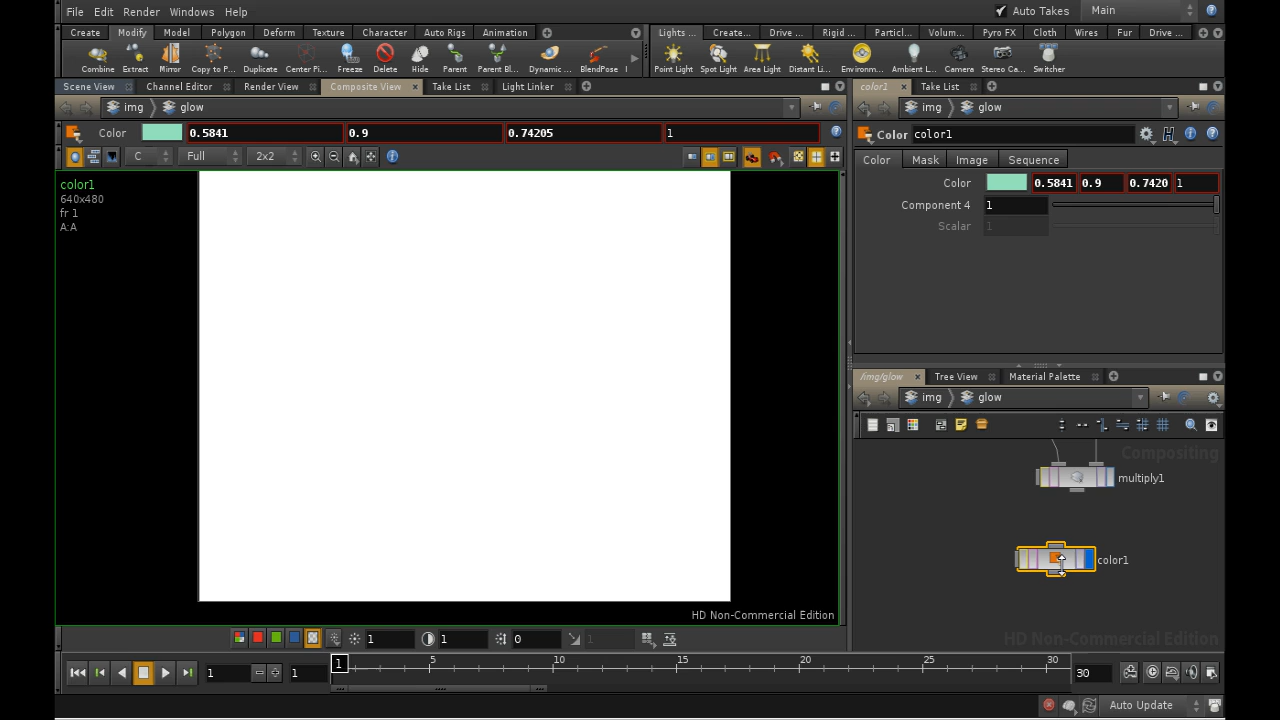 File Edit Render Windows Help Auto Takes Main
Create Modify Model Polygon Deform Texture Character Auto Rigs Animation Lights ... Create... Drive ... Rigid ... Particl... Volum... Pyro FX Cloth Wires Fur Drive ...
Combine Extract Mirror Copy to P... Duplicate Center Pi... Freeze Delete Hide Parent Parent Bl... Dynamic ... BlendPose Point Light Spot Light Area Light Distant Li... Environm... Ambient L... Camera Stereo Ca... Switcher
Scene View Channel Editor Render View Composite View Take List Light Linker
img glow
Color 0.5841 0.9 0.74205 1
C Full 2x2
color1
640x480
fr 1
A:A
HD Non-Commercial Edition
1 1 0 1
color1 Take List
img glow
Color color1
Color Mask Image Sequence
Color 0.5841 0.9 0.7420 1
Component 4 1
Scalar 1
/img/glow Tree View Material Palette
img glow
Compositing
multiply1
color1
HD Non-Commercial Edition
1 1 1 5 10 15 20 25 30 30
Auto Update